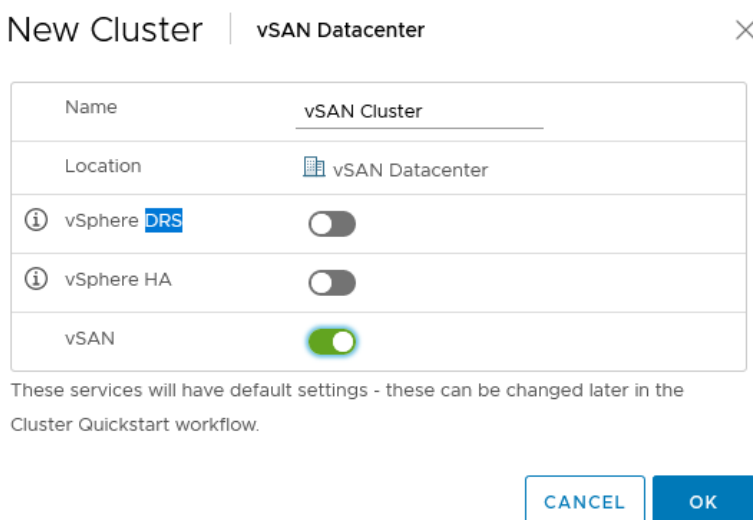 New Cluster | vSAN Datacenter
Name vSAN Cluster
Location vSAN Datacenter
vSphere DRS
vSphere HA
vSAN
These services will have default settings - these can be changed later in the
Cluster Quickstart workflow.
CANCEL OK